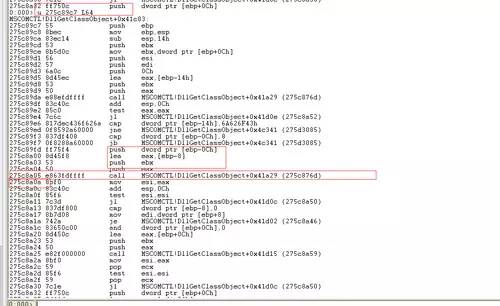 275c8a32 ff750c push dword ptr [ebp+0Ch]
0:000> u 275c89c7 L64
MSCOMCTL!DllGetClassObject+0x41c83:
275c89c7 55 push ebp
275c89c8 8bec mov ebp,esp
275c89ca 83ec14 sub esp,14h
275c89cd 53 push ebx
275c89ce 8b5d0c mov ebx,dword ptr [ebp+0Ch]
275c89d1 56 push esi
275c89d2 57 push edi
275c89d3 6a0c push 0Ch
275c89d5 8d45ec lea eax,[ebp-14h]
275c89d8 53 push ebx
275c89d9 50 push eax
275c89da e88efdffff call MSCOMCTL!DllGetClassObject+0x41a29 (275c876d)
275c89df 83c40c add esp,0Ch
275c89e2 85c0 test eax,eax
275c89e4 7c6c jl MSCOMCTL!DllGetClassObject+0x41d0e (275c8a52)
275c89e6 817dec436f626a cmp dword ptr [ebp-14h],6A626F43h
275c89ed 0f8592a60000 jne MSCOMCTL!DllGetClassObject+0x4c341 (275d3085)
275c89f3 837df408 cmp dword ptr [ebp-0Ch],8
275c89f7 0f8288a60000 jb MSCOMCTL!DllGetClassObject+0x4c341 (275d3085)
275c89fd ff75f4 push dword ptr [ebp-0Ch]
275c8a00 8d45f8 lea eax,[ebp-8]
275c8a03 53 push ebx
275c8a04 50 push eax
275c8a05 e863fdffff call MSCOMCTL!DllGetClassObject+0x41a29 (275c876d)
275c8a0a 8bf0 mov esi,eax
275c8a0c 83c40c add esp,0Ch
275c8a0f 85f6 test esi,esi
275c8a11 7c3d jl MSCOMCTL!DllGetClassObject+0x41d0c (275c8a50)
275c8a13 837df800 cmp dword ptr [ebp-8],0
275c8a17 8b7d08 mov edi,dword ptr [ebp+8]
275c8a1a 742a je MSCOMCTL!DllGetClassObject+0x41d02 (275c8a46)
275c8a1c 83650c00 and dword ptr [ebp+0Ch],0
275c8a20 8d450c lea eax,[ebp+0Ch]
275c8a23 53 push ebx
275c8a24 50 push eax
275c8a25 e82f000000 call MSCOMCTL!DllGetClassObject+0x41d15 (275c8a59)
275c8a2a 8bf0 mov esi,eax
275c8a2c 59 pop ecx
275c8a2d 85f6 test esi,esi
275c8a2f 59 pop ecx
275c8a30 7c1e jl MSCOMCTL!DllGetClassObject+0x41d0c (275c8a50)
275c8a32 ff750c push dword ptr [ebp+0Ch]
0:000>